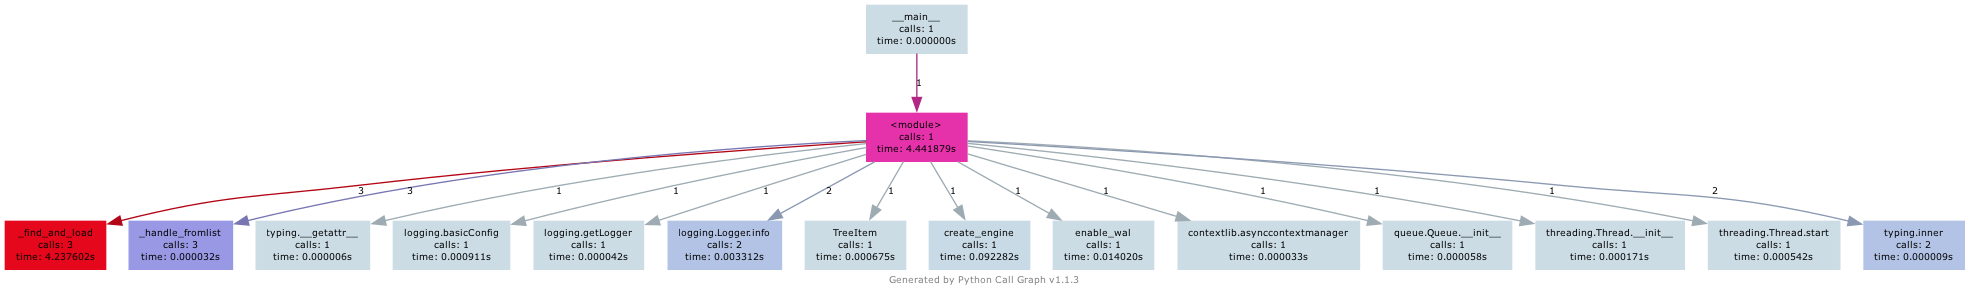 __main__
calls: 1
time: 0.000000s
1
<module>
calls: 1
time: 4.441879s
3
3
1
1
1
2
1
1
1
1
1
1
1
2
_find_and_load
calls: 3
time: 4.237602s
_handle_fromlist
calls: 3
time: 0.000032s
typing.__getattr__
calls: 1
time: 0.000006s
logging.basicConfig
calls: 1
time: 0.000911s
logging.getLogger
calls: 1
time: 0.000042s
logging.Logger.info
calls: 2
time: 0.003312s
TreeItem
calls: 1
time: 0.000675s
create_engine
calls: 1
time: 0.092282s
enable_wal
calls: 1
time: 0.014020s
contextlib.asynccontextmanager
calls: 1
time: 0.000033s
queue.Queue.__init__
calls: 1
time: 0.000058s
threading.Thread.__init__
calls: 1
time: 0.000171s
threading.Thread.start
calls: 1
time: 0.000542s
typing.inner
calls: 2
time: 0.000009s
Generated by Python Call Graph v1.1.3